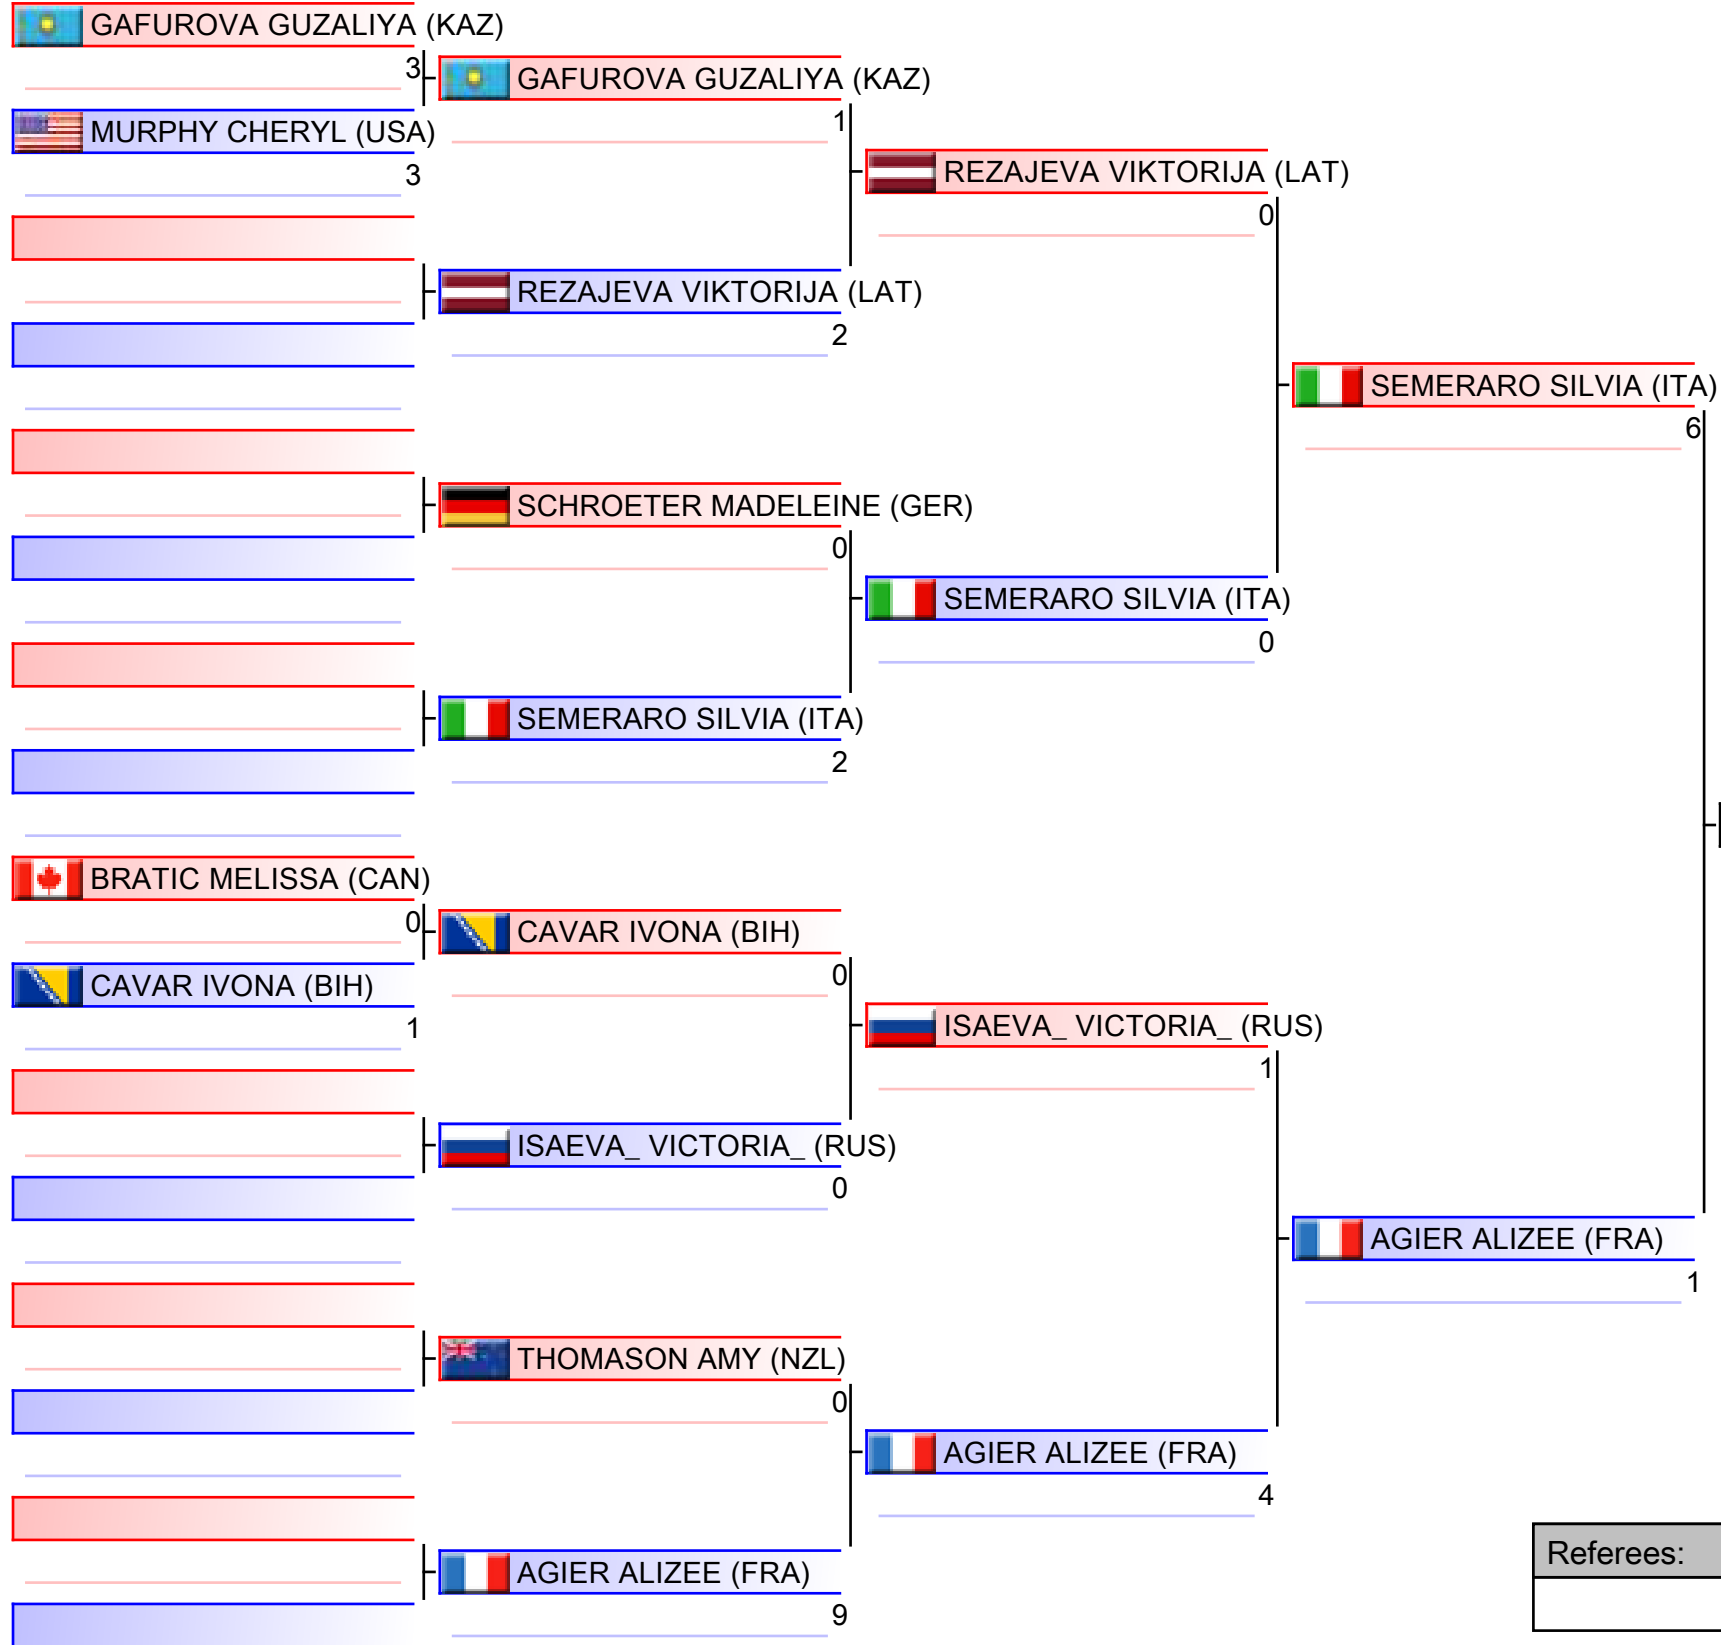 GAFUROVA GUZALIYA (KAZ)
3
MURPHY CHERYL (USA)
3
BRATIC MELISSA (CAN)
0
CAVAR IVONA (BIH)
1
GAFUROVA GUZALIYA (KAZ)
1
REZAJEVA VIKTORIJA (LAT)
2
SCHROETER MADELEINE (GER)
0
SEMERARO SILVIA (ITA)
2
CAVAR IVONA (BIH)
0
ISAEVA_ VICTORIA_ (RUS)
0
THOMASON AMY (NZL)
0
AGIER ALIZEE (FRA)
9
REZAJEVA VIKTORIJA (LAT)
0
SEMERARO SILVIA (ITA)
0
ISAEVA_ VICTORIA_ (RUS)
1
AGIER ALIZEE (FRA)
4
SEMERARO SILVIA (ITA)
6
AGIER ALIZEE (FRA)
1
Referees: